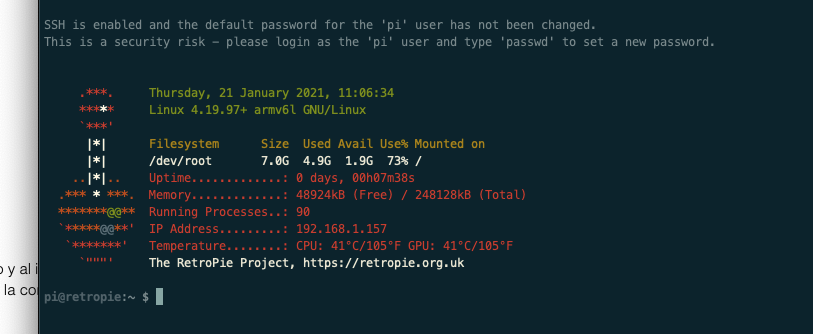 SSH is enabled and the default password for the 'pi' user has not been changed.
This is a security risk - please login as the 'pi' user and type 'passwd' to set a new password.
.***. Thursday, 21 January 2021, 11:06:34
***** Linux 4.19.97+ armv6l GNU/Linux
`***'
|*| Filesystem Size Used Avail Use% Mounted on
|*| /dev/root 7.0G 4.9G 1.9G 73% /
..|*|.. Uptime.............: 0 days, 00h07m38s
.*** * ***. Memory.............: 48924kB (Free) / 248128kB (Total)
*******@@** Running Processes..: 90
`*****@@**' IP Address.........: 192.168.1.157
`*******' Temperature........: CPU: 41°C/105°F GPU: 41°C/105°F
`"""' The RetroPie Project, https://retropie.org.uk
pi@retropie:~ $
y al
la